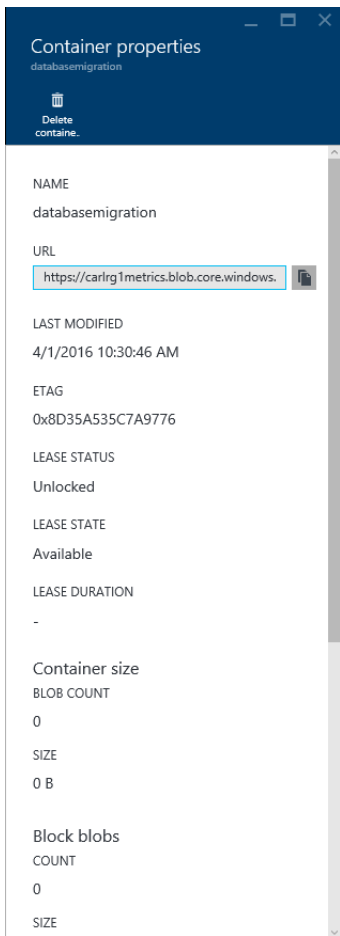 Container properties
databasemigration
Delete
containe..
NAME
databasemigration
URL
https://carlrg1metrics.blob.core.windows.
LAST MODIFIED
4/1/2016 10:30:46 AM
ETAG
0x8D35A535C7A9776
LEASE STATUS
Unlocked
LEASE STATE
Available
LEASE DURATION
-
Container size
BLOB COUNT
0
SIZE
0 B
Block blobs
COUNT
0
SIZE